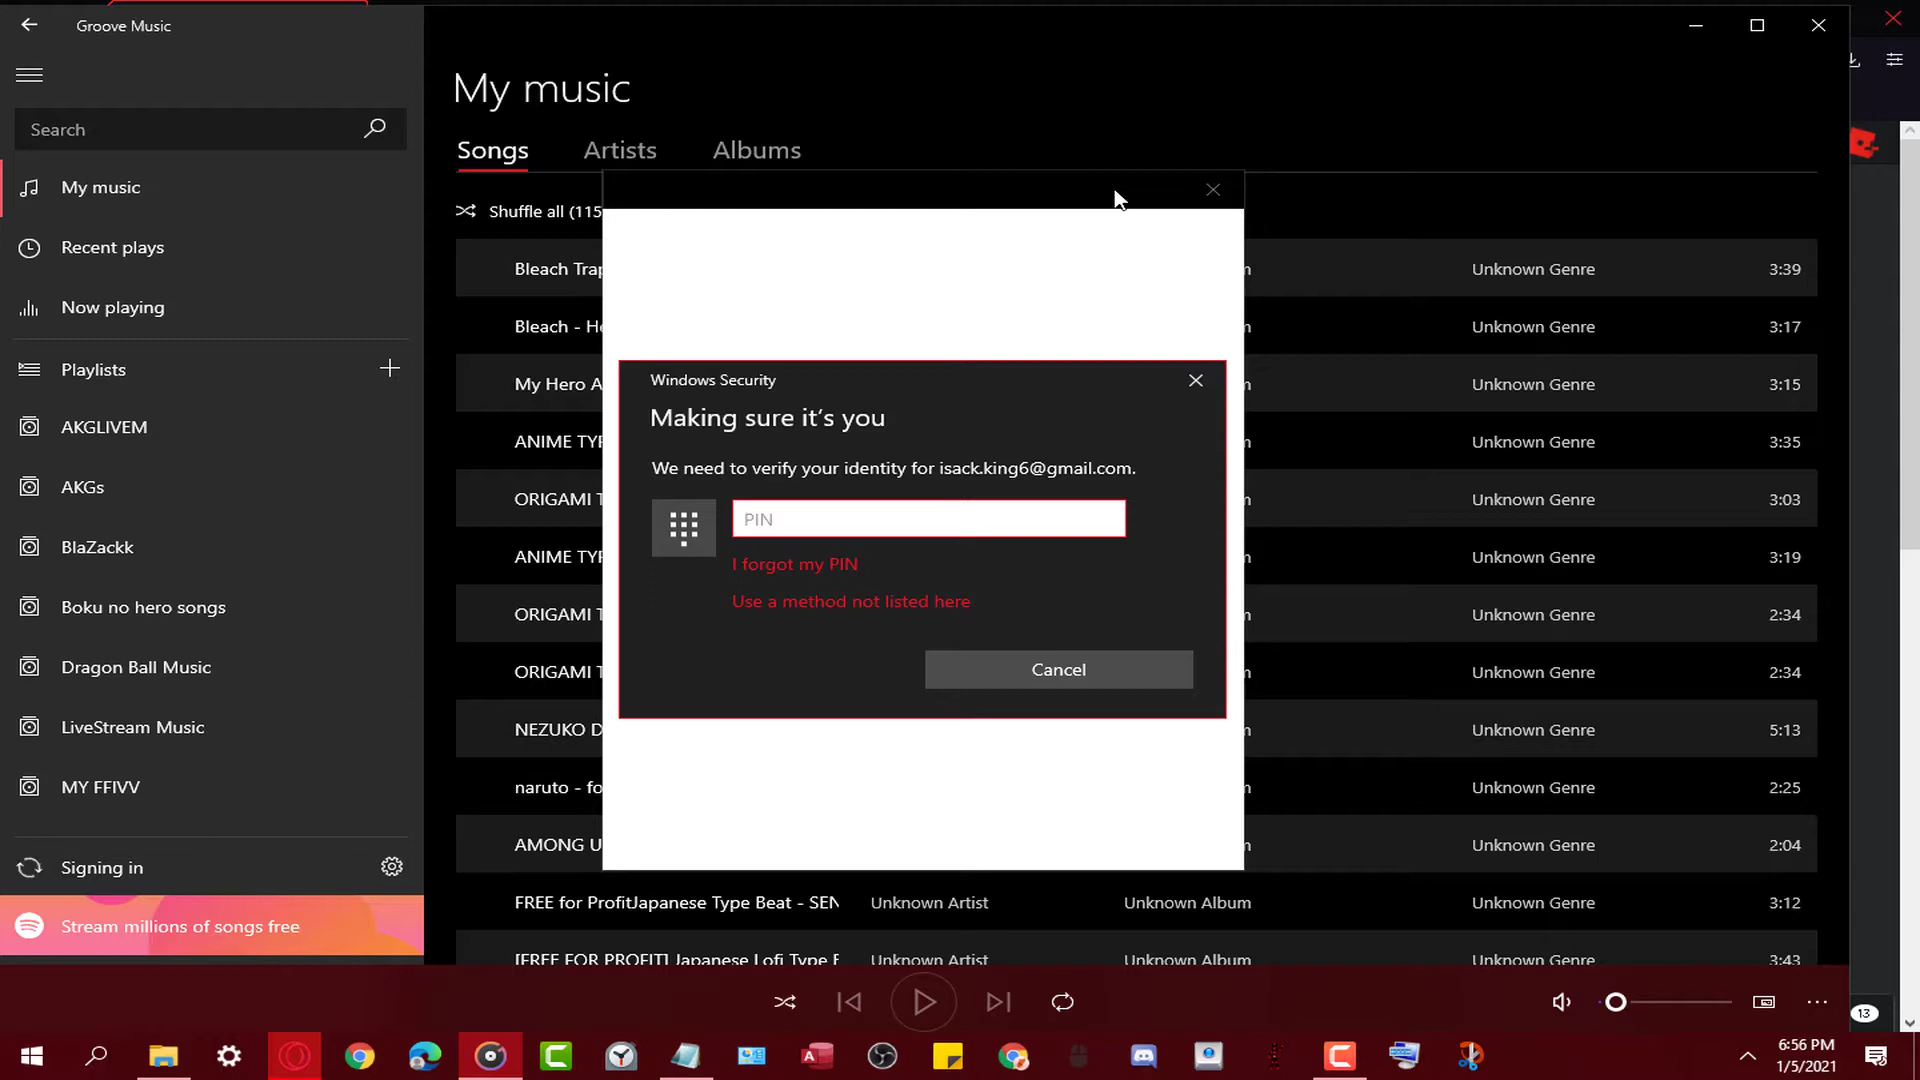 Groove Music
Search
My music
Recent plays
Now playing
Playlists
AKGLIVEM
AKGs
BlaZackk
Boku no hero songs
Dragon Ball Music
LiveStream Music
MY FFIVV
Signing in
Stream millions of songs free
My music
Songs Artists Albums
Shuffle all (115
Bleach Trap m Unknown Genre 3:39
Bleach - He m Unknown Genre 3:17
My Hero A m Unknown Genre 3:15
ANIME TYP m Unknown Genre 3:35
ORIGAMI T m Unknown Genre 3:03
ANIME TYP m Unknown Genre 3:19
ORIGAMI T m Unknown Genre 2:34
ORIGAMI T m Unknown Genre 2:34
NEZUKO D m Unknown Genre 5:13
naruto - fo m Unknown Genre 2:25
AMONG U m Unknown Genre 2:04
FREE for ProfitJapanese Type Beat - SEN Unknown Artist Unknown Album Unknown Genre 3:12
[FREE FOR PROFIT] Japanese Lofi Type Unknown Artist Unknown Album Unknown Genre 3:43
Windows Security
Making sure it's you
We need to verify your identity for isack.king6@gmail.com.
PIN
I forgot my PIN
Use a method not listed here
Cancel
13
6:56 PM
1/5/2021